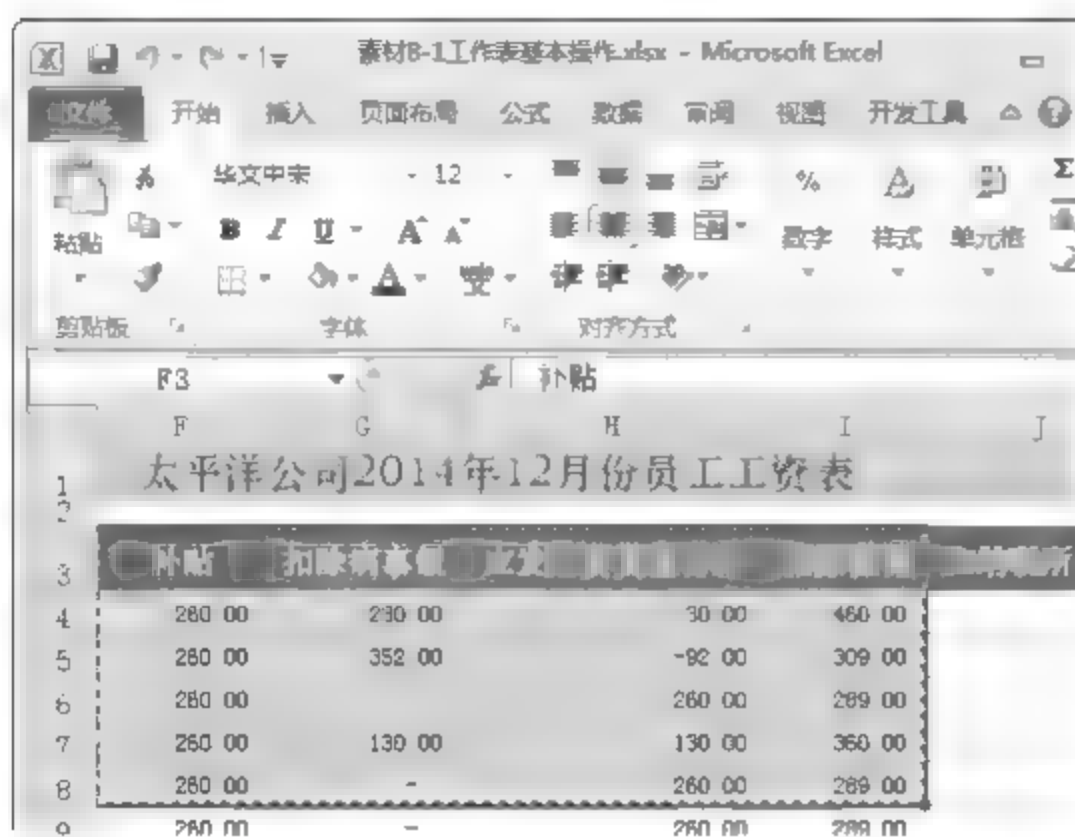 素材8-1工作表基本操作.xlsx - Microsoft Excel
文件 开始 插入 页面布局 公式 数据 审阅 视图 开发工具
华文中宋 12
B I U A A
粘贴 数字 样式 单元格
剪贴板 字体 对齐方式
F3 补贴
F G H I J
1 太平洋公司2014年12月份员工工资表
2
3 补贴 扣除病事假
4 260 00 230 00 30 00 460 00
5 260 00 352 00 -92 00 309 00
6 260 00 260 00 289 00
7 260 00 130 00 130 00 360 00
8 260 00 - 260 00 289 00
9 260 00 - 260 00 289 00